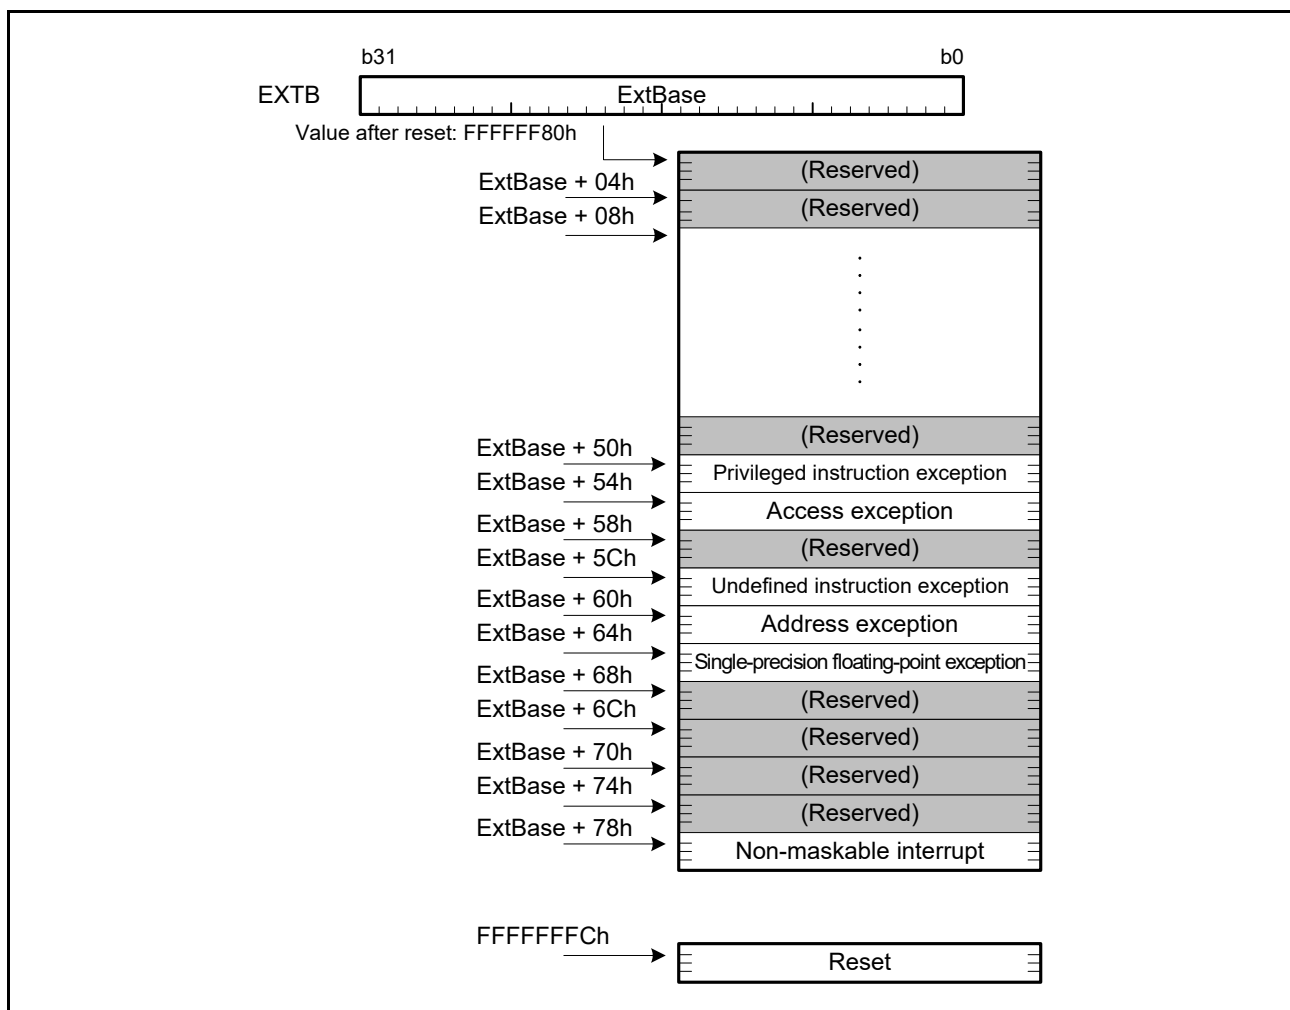 b31 b0
EXTB ExtBase
Value after reset: FFFFFF80h
(Reserved)
ExtBase + 04h
(Reserved)
ExtBase + 08h
(Reserved)
ExtBase + 50h
Privileged instruction exception
ExtBase + 54h
Access exception
ExtBase + 58h
(Reserved)
ExtBase + 5Ch
Undefined instruction exception
ExtBase + 60h
Address exception
ExtBase + 64h
Single-precision floating-point exception
ExtBase + 68h
(Reserved)
ExtBase + 6Ch
(Reserved)
ExtBase + 70h
(Reserved)
ExtBase + 74h
(Reserved)
ExtBase + 78h
Non-maskable interrupt
FFFFFFFCh
Reset